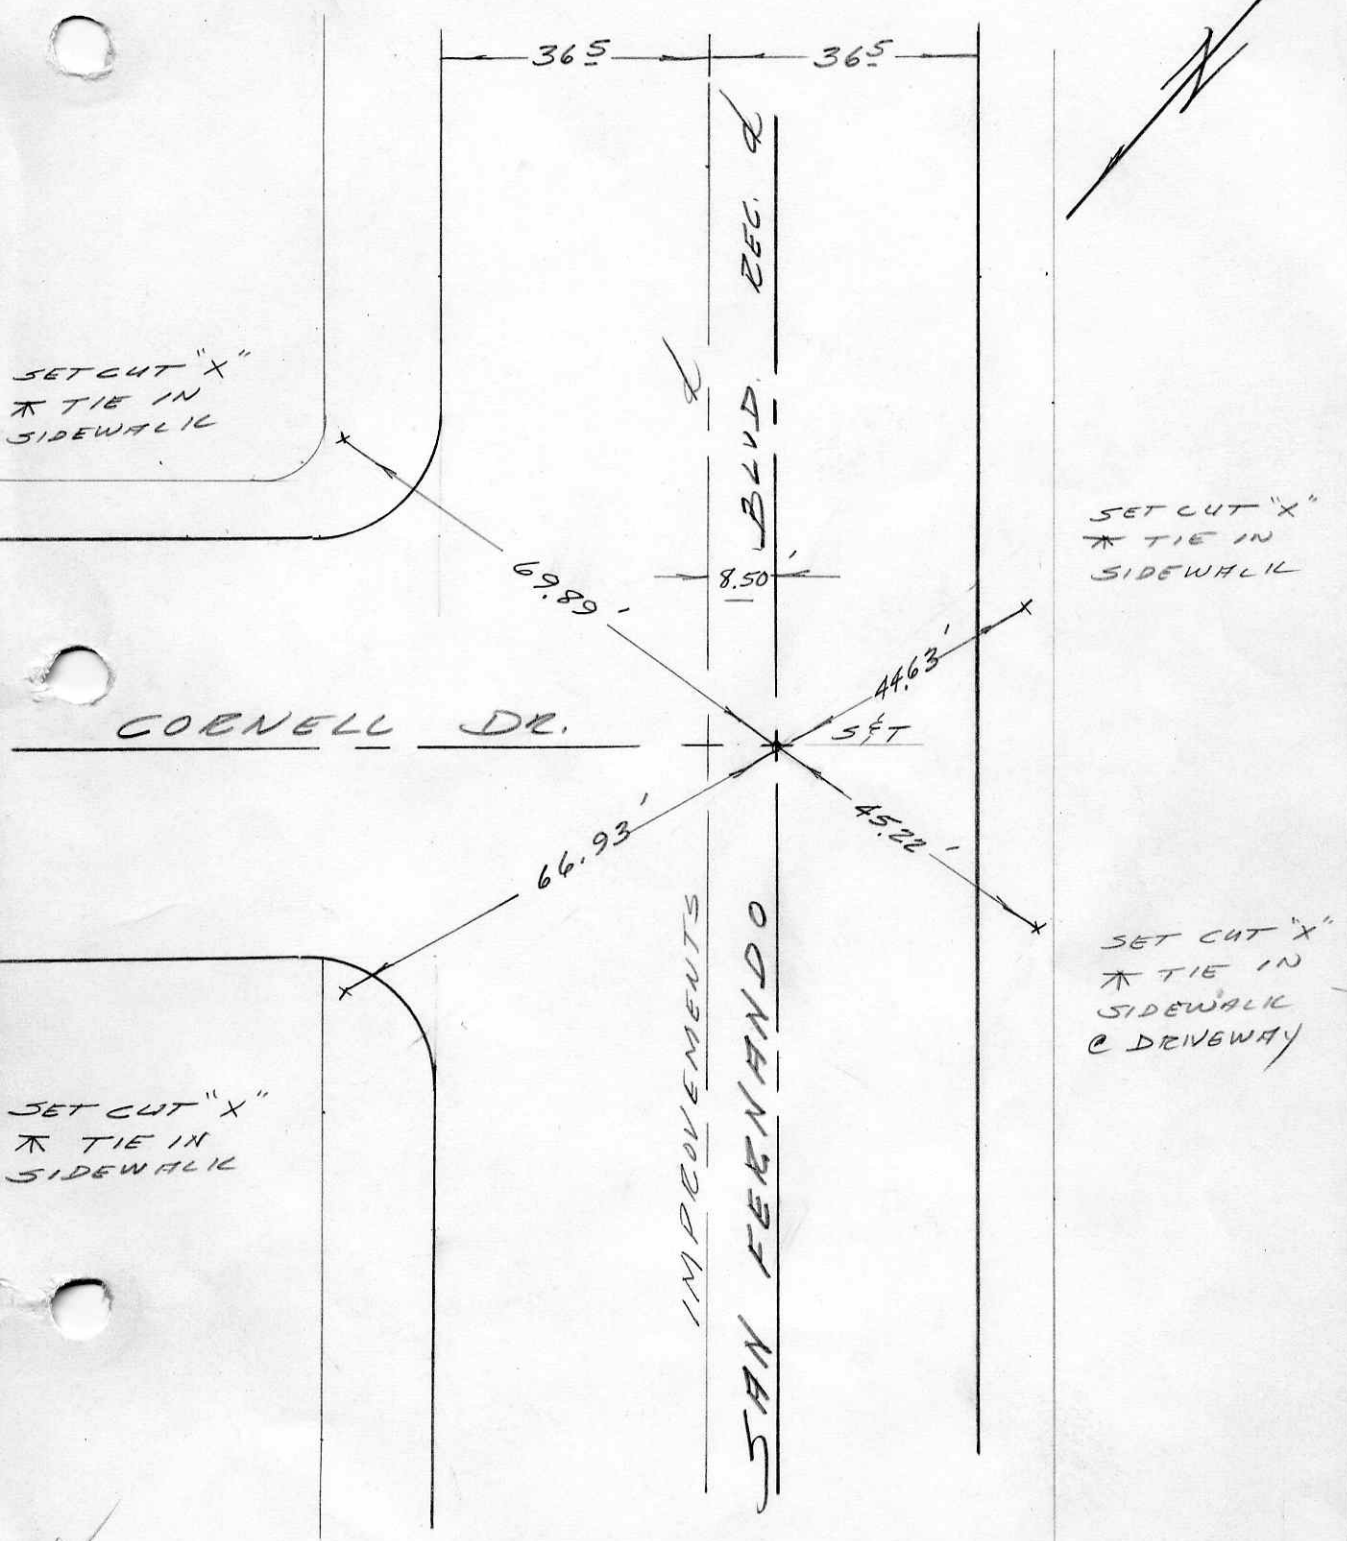 N
36 5
36 5
REC. ℄
℄
BLVD.
SET CUT "X"
TIE IN
SIDEWALK
SET CUT "X"
TIE IN
SIDEWALK
8.50'
69.89'
44.63'
S&T
CORNELL DR.
45.22'
66.93'
IMPROVEMENTS
SAN FERNANDO
SET CUT "X"
TIE IN
SIDEWALK
@ DRIVEWAY
SET CUT "X"
TIE IN
SIDEWALK